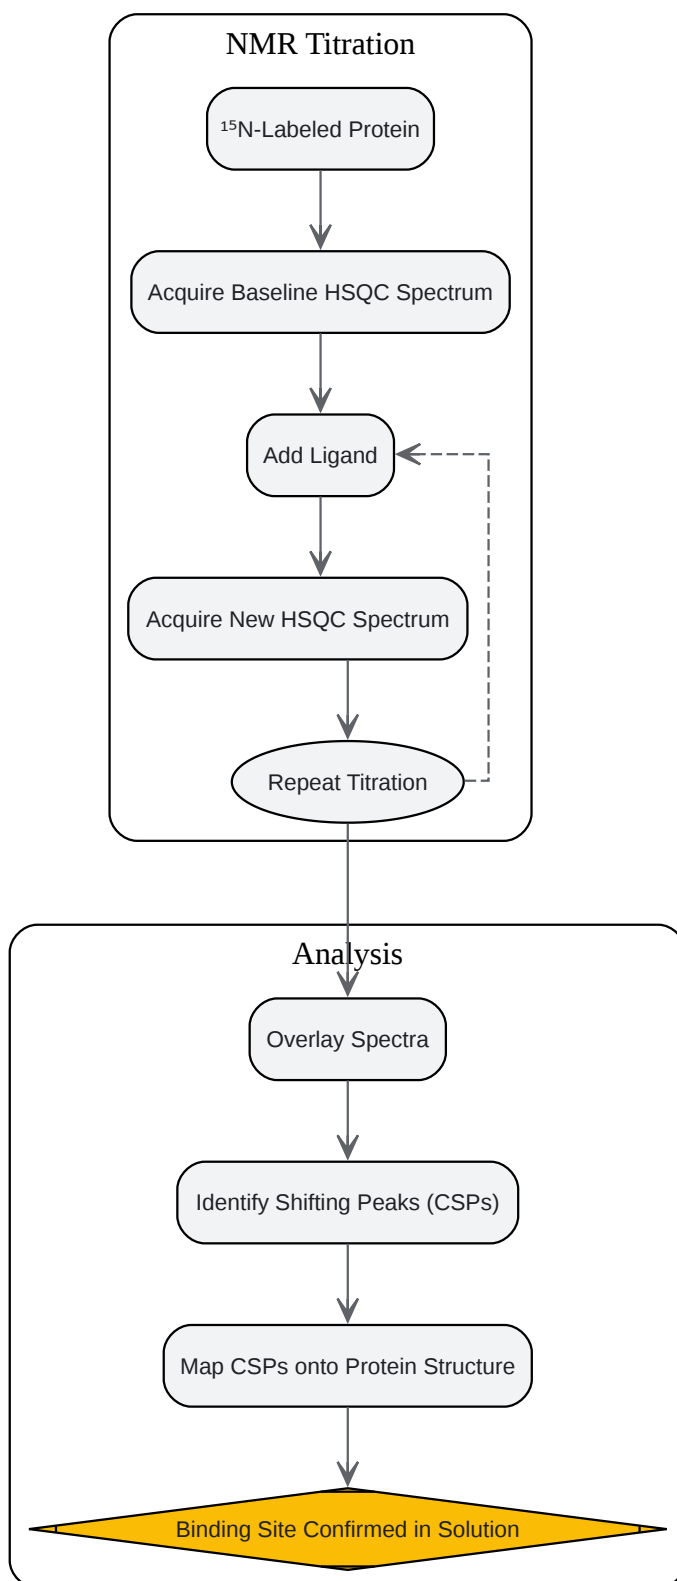 NMR Titration
¹⁵N-Labeled Protein
Acquire Baseline HSQC Spectrum
Add Ligand
Acquire New HSQC Spectrum
Repeat Titration
Analysis
Overlay Spectra
Identify Shifting Peaks (CSPs)
Map CSPs onto Protein Structure
Binding Site Confirmed in Solution